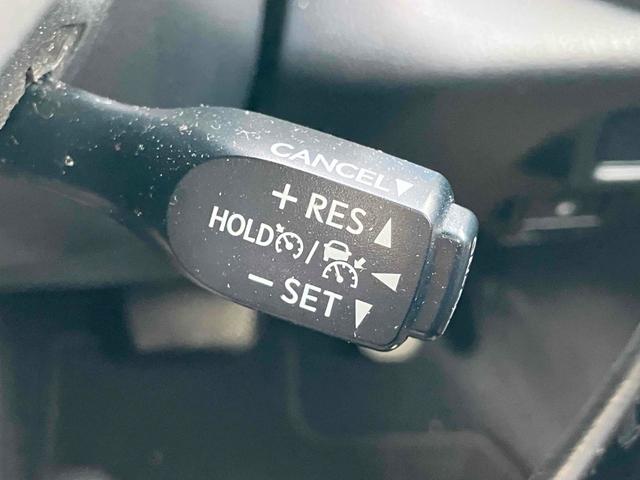 CANCEL▼
+ RES ▲
HOLD /
− SET ▼